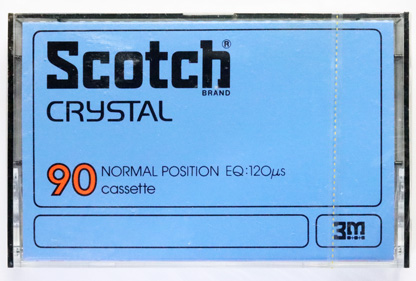 Scotch®
BRAND
CRYSTAL
90 NORMAL POSITION EQ:120µs
cassette
3M